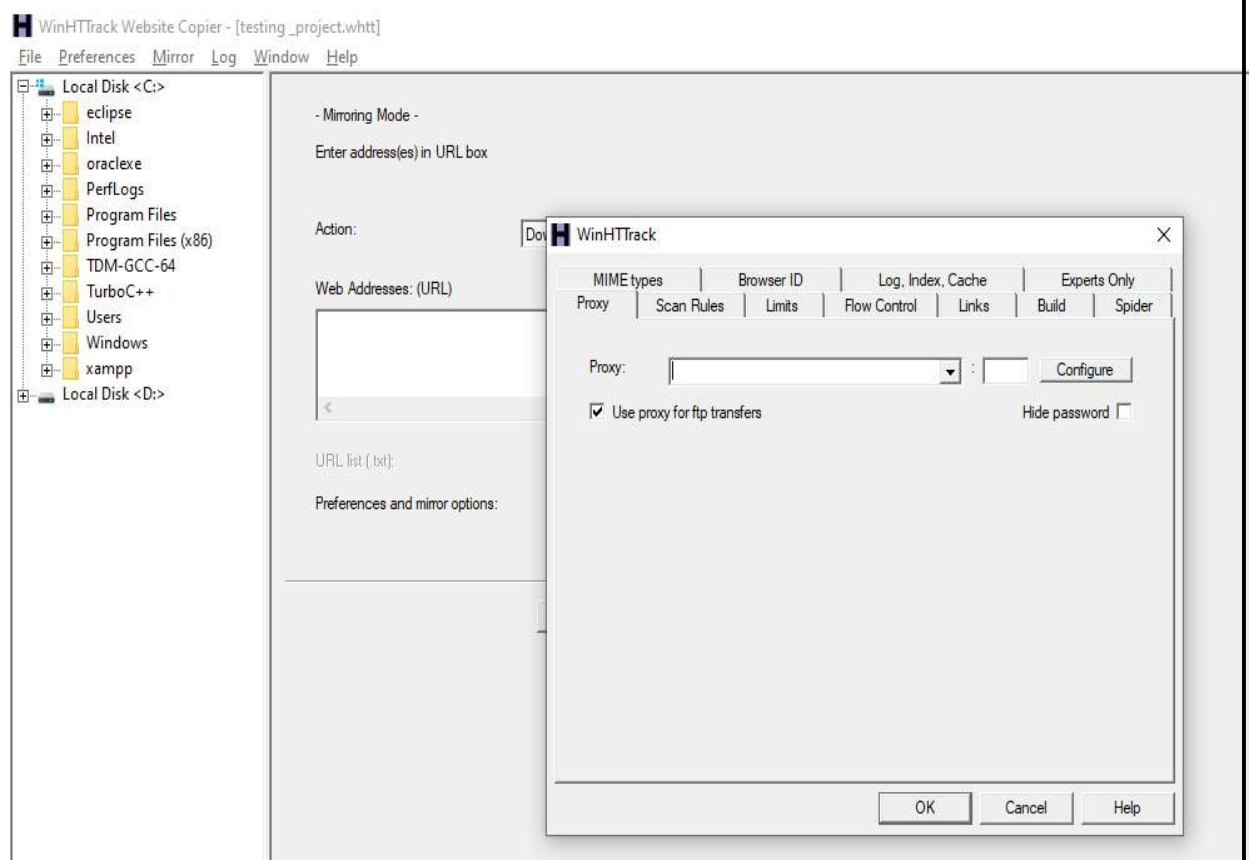 WinHTTrack Website Copier - [testing _project.whtt]
File Preferences Mirror Log Window Help
Local Disk <C:>
eclipse
Intel
oraclexe
PerfLogs
Program Files
Program Files (x86)
TDM-GCC-64
TurboC++
Users
Windows
xampp
Local Disk <D:>
- Mirroring Mode -
Enter address(es) in URL box
Action:
Web Addresses: (URL)
URL list (.txt):
Preferences and mirror options:
WinHTTrack
MIME types Browser ID Log, Index, Cache Experts Only
Proxy Scan Rules Limits Flow Control Links Build Spider
Proxy: : Configure
Use proxy for ftp transfers Hide password
OK Cancel Help